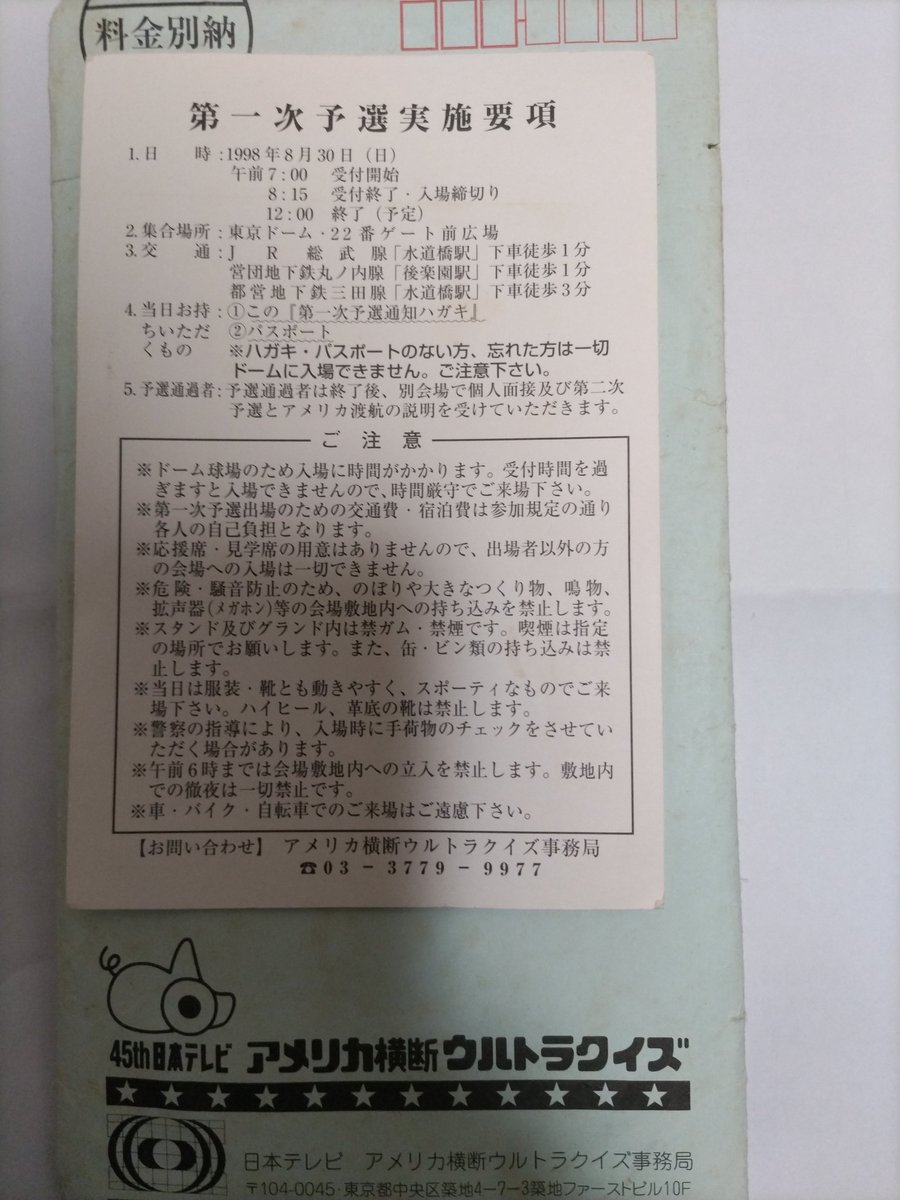 料金別納
第一次予選実施要項
1.日　　時:1998年8月30日(日)
午前7:00　受付開始
8:15　受付終了・入場締切り
12:00　終了(予定)
2.集合場所:東京ドーム・22番ゲート前広場
3.交　　通:JR総武線「水道橋駅」下車徒歩1分
営団地下鉄丸ノ内線「後楽園駅」下車徒歩1分
都営地下鉄三田線「水道橋駅」下車徒歩3分
4.当日お持:①この『第一次予選通知ハガキ』
ちいただ　②パスポート
くもの　※ハガキ・パスポートのない方、忘れた方は一切
ドームに入場できません。ご注意下さい。
5.予選通過者:予選通過者は終了後、別会場で個人面接及び第二次
予選とアメリカ渡航の説明を受けていただきます。
ご注意
※ドーム球場のため入場に時間がかかります。受付時間を過
ぎますと入場できませんので、時間厳守でご来場下さい。
※第一次予選出場のための交通費・宿泊費は参加規定の通り
各人の自己負担となります。
※応援席・見学席の用意はありませんので、出場者以外の方
の会場への入場は一切できません。
※危険・騒音防止のため、のぼりや大きなつくり物、鳴物、
拡声器(メガホン)等の会場敷地内への持ち込みを禁止します。
※スタンド及びグランド内は禁ガム・禁煙です。喫煙は指定
の場所でお願いします。また、缶・ビン類の持ち込みは禁
止します。
※当日は服装・靴とも動きやすく、スポーティなものでご来
場下さい。ハイヒール、革底の靴は禁止します。
※警察の指導により、入場時に手荷物のチェックをさせてい
ただく場合があります。
※午前6時までは会場敷地内への立入を禁止します。敷地内
での徹夜は一切禁止です。
※車・バイク・自転車でのご来場はご遠慮下さい。
【お問い合わせ】　アメリカ横断ウルトラクイズ事務局
☎03－3779－9977
45th日本テレビ アメリカ横断ウルトラクイズ
日本テレビ　アメリカ横断ウルトラクイズ事務局
〒104-0045・東京都中央区築地4-7-3築地ファーストビル10F